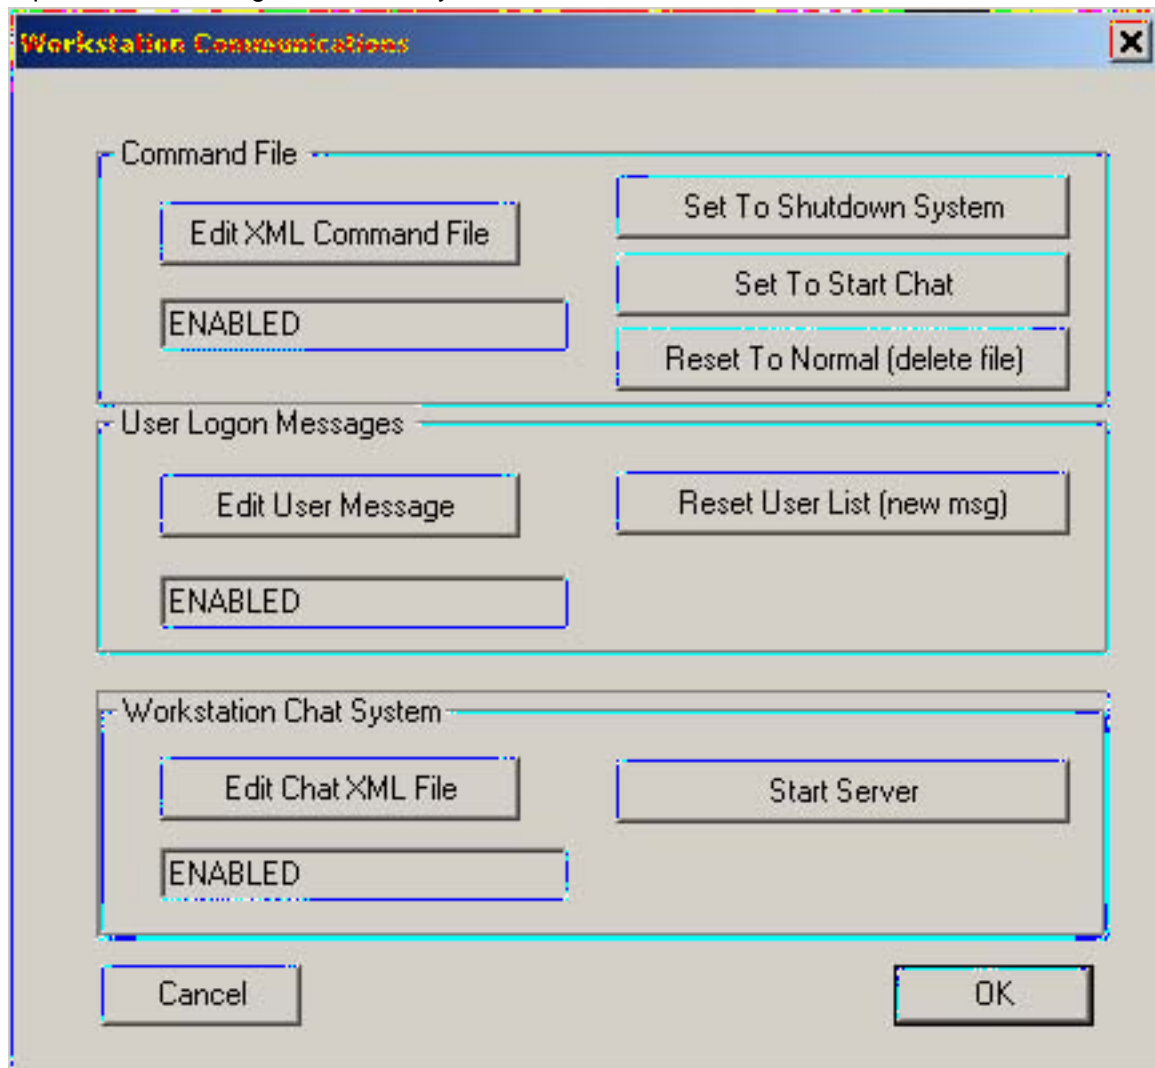 Workstation Communications
Command File
Edit XML Command File
Set To Shutdown System
Set To Start Chat
ENABLED
Reset To Normal (delete file)
User Logon Messages
Edit User Message
Reset User List (new msg)
ENABLED
Workstation Chat System
Edit Chat XML File
Start Server
ENABLED
Cancel
OK